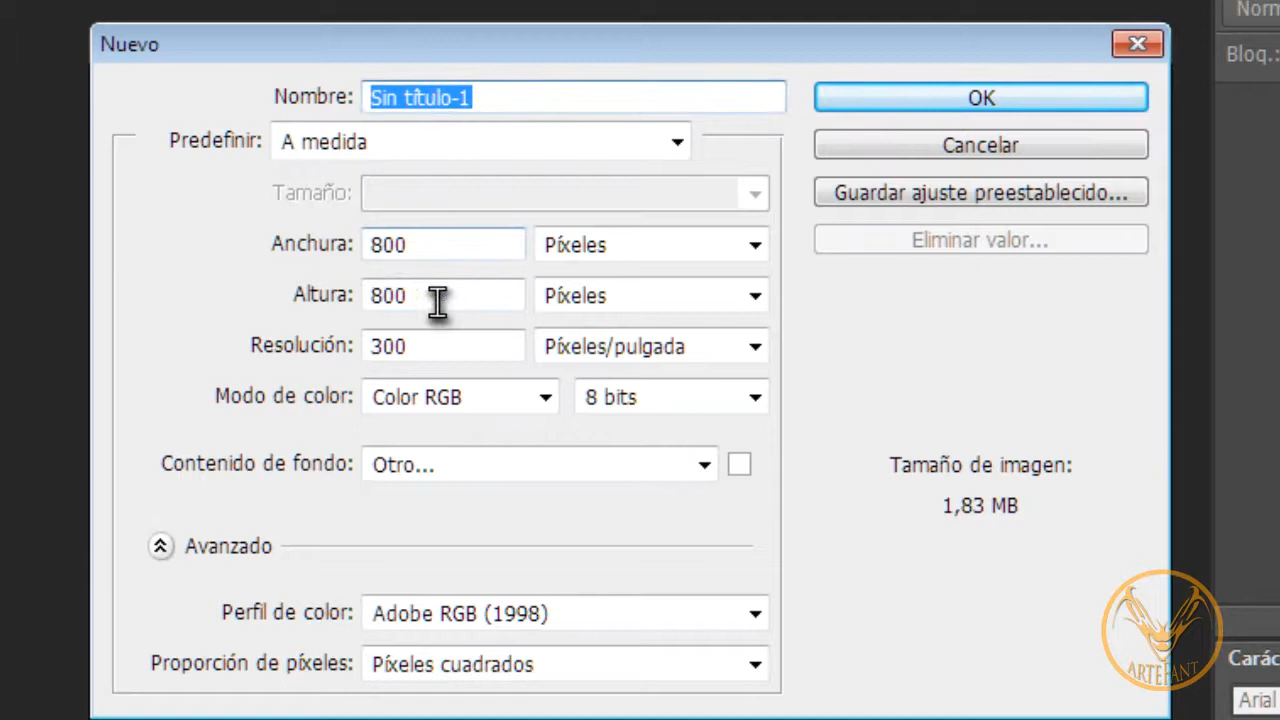 Norm
Nuevo
Bloq.:
Nombre: Sin título-1
OK
Predefinir: A medida
Cancelar
Tamaño:
Guardar ajuste preestablecido...
Anchura: 800 Píxeles
Eliminar valor...
Altura: 800 Píxeles
Resolución: 300 Píxeles/pulgada
Modo de color: Color RGB 8 bits
Contenido de fondo: Otro...
Tamaño de imagen:
1,83 MB
Avanzado
Perfil de color: Adobe RGB (1998)
Proporción de píxeles: Píxeles cuadrados
ARTEFANT
Carác
Arial